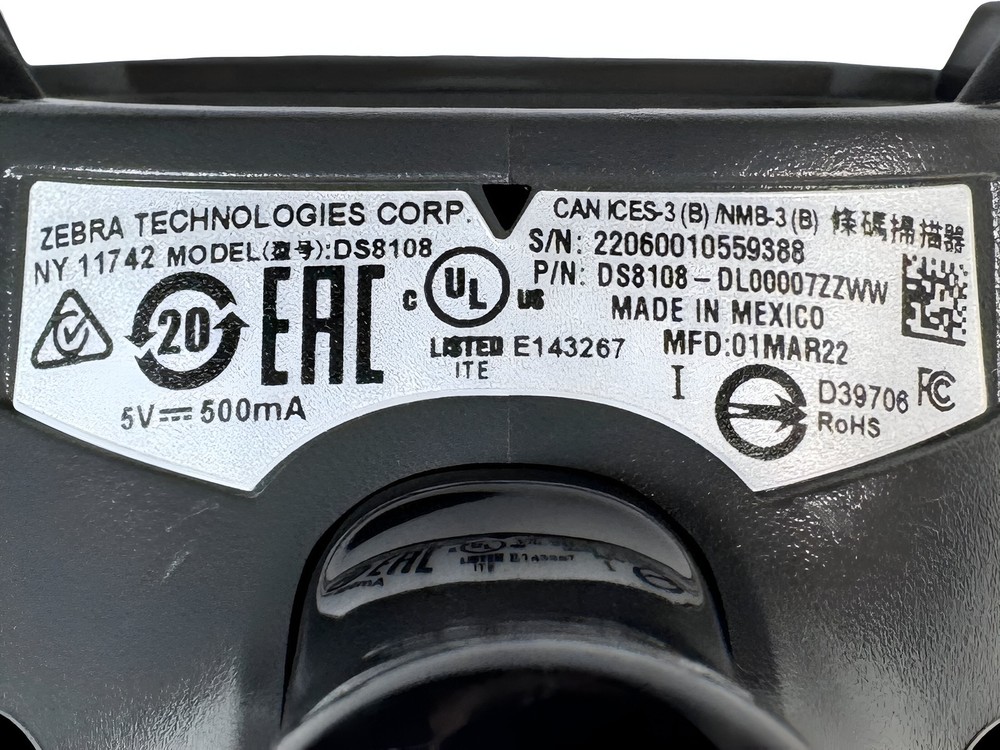 ZEBRA TECHNOLOGIES CORP.
NY 11742 MODEL(型号):DS8108
20
EAC
C UL US
LISTED E143267
ITE
5V⎓500mA
CAN ICES-3 (B) /NMB-3 (B) 條碼掃描器
S/N: 22060010559388
P/N: DS8108-DL00007ZZWW
MADE IN MEXICO
MFD:01MAR22
I
D39706
RoHS
FC